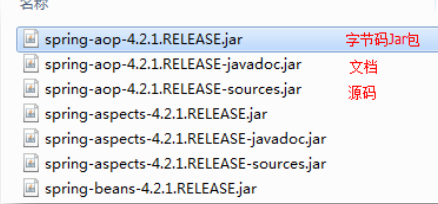 名称
spring-aop-4.2.1.RELEASE.jar 字节码Jar包
spring-aop-4.2.1.RELEASE-javadoc.jar 文档
spring-aop-4.2.1.RELEASE-sources.jar 源码
spring-aspects-4.2.1.RELEASE.jar
spring-aspects-4.2.1.RELEASE-javadoc.jar
spring-aspects-4.2.1.RELEASE-sources.jar
spring-beans-4.2.1.RELEASE.jar